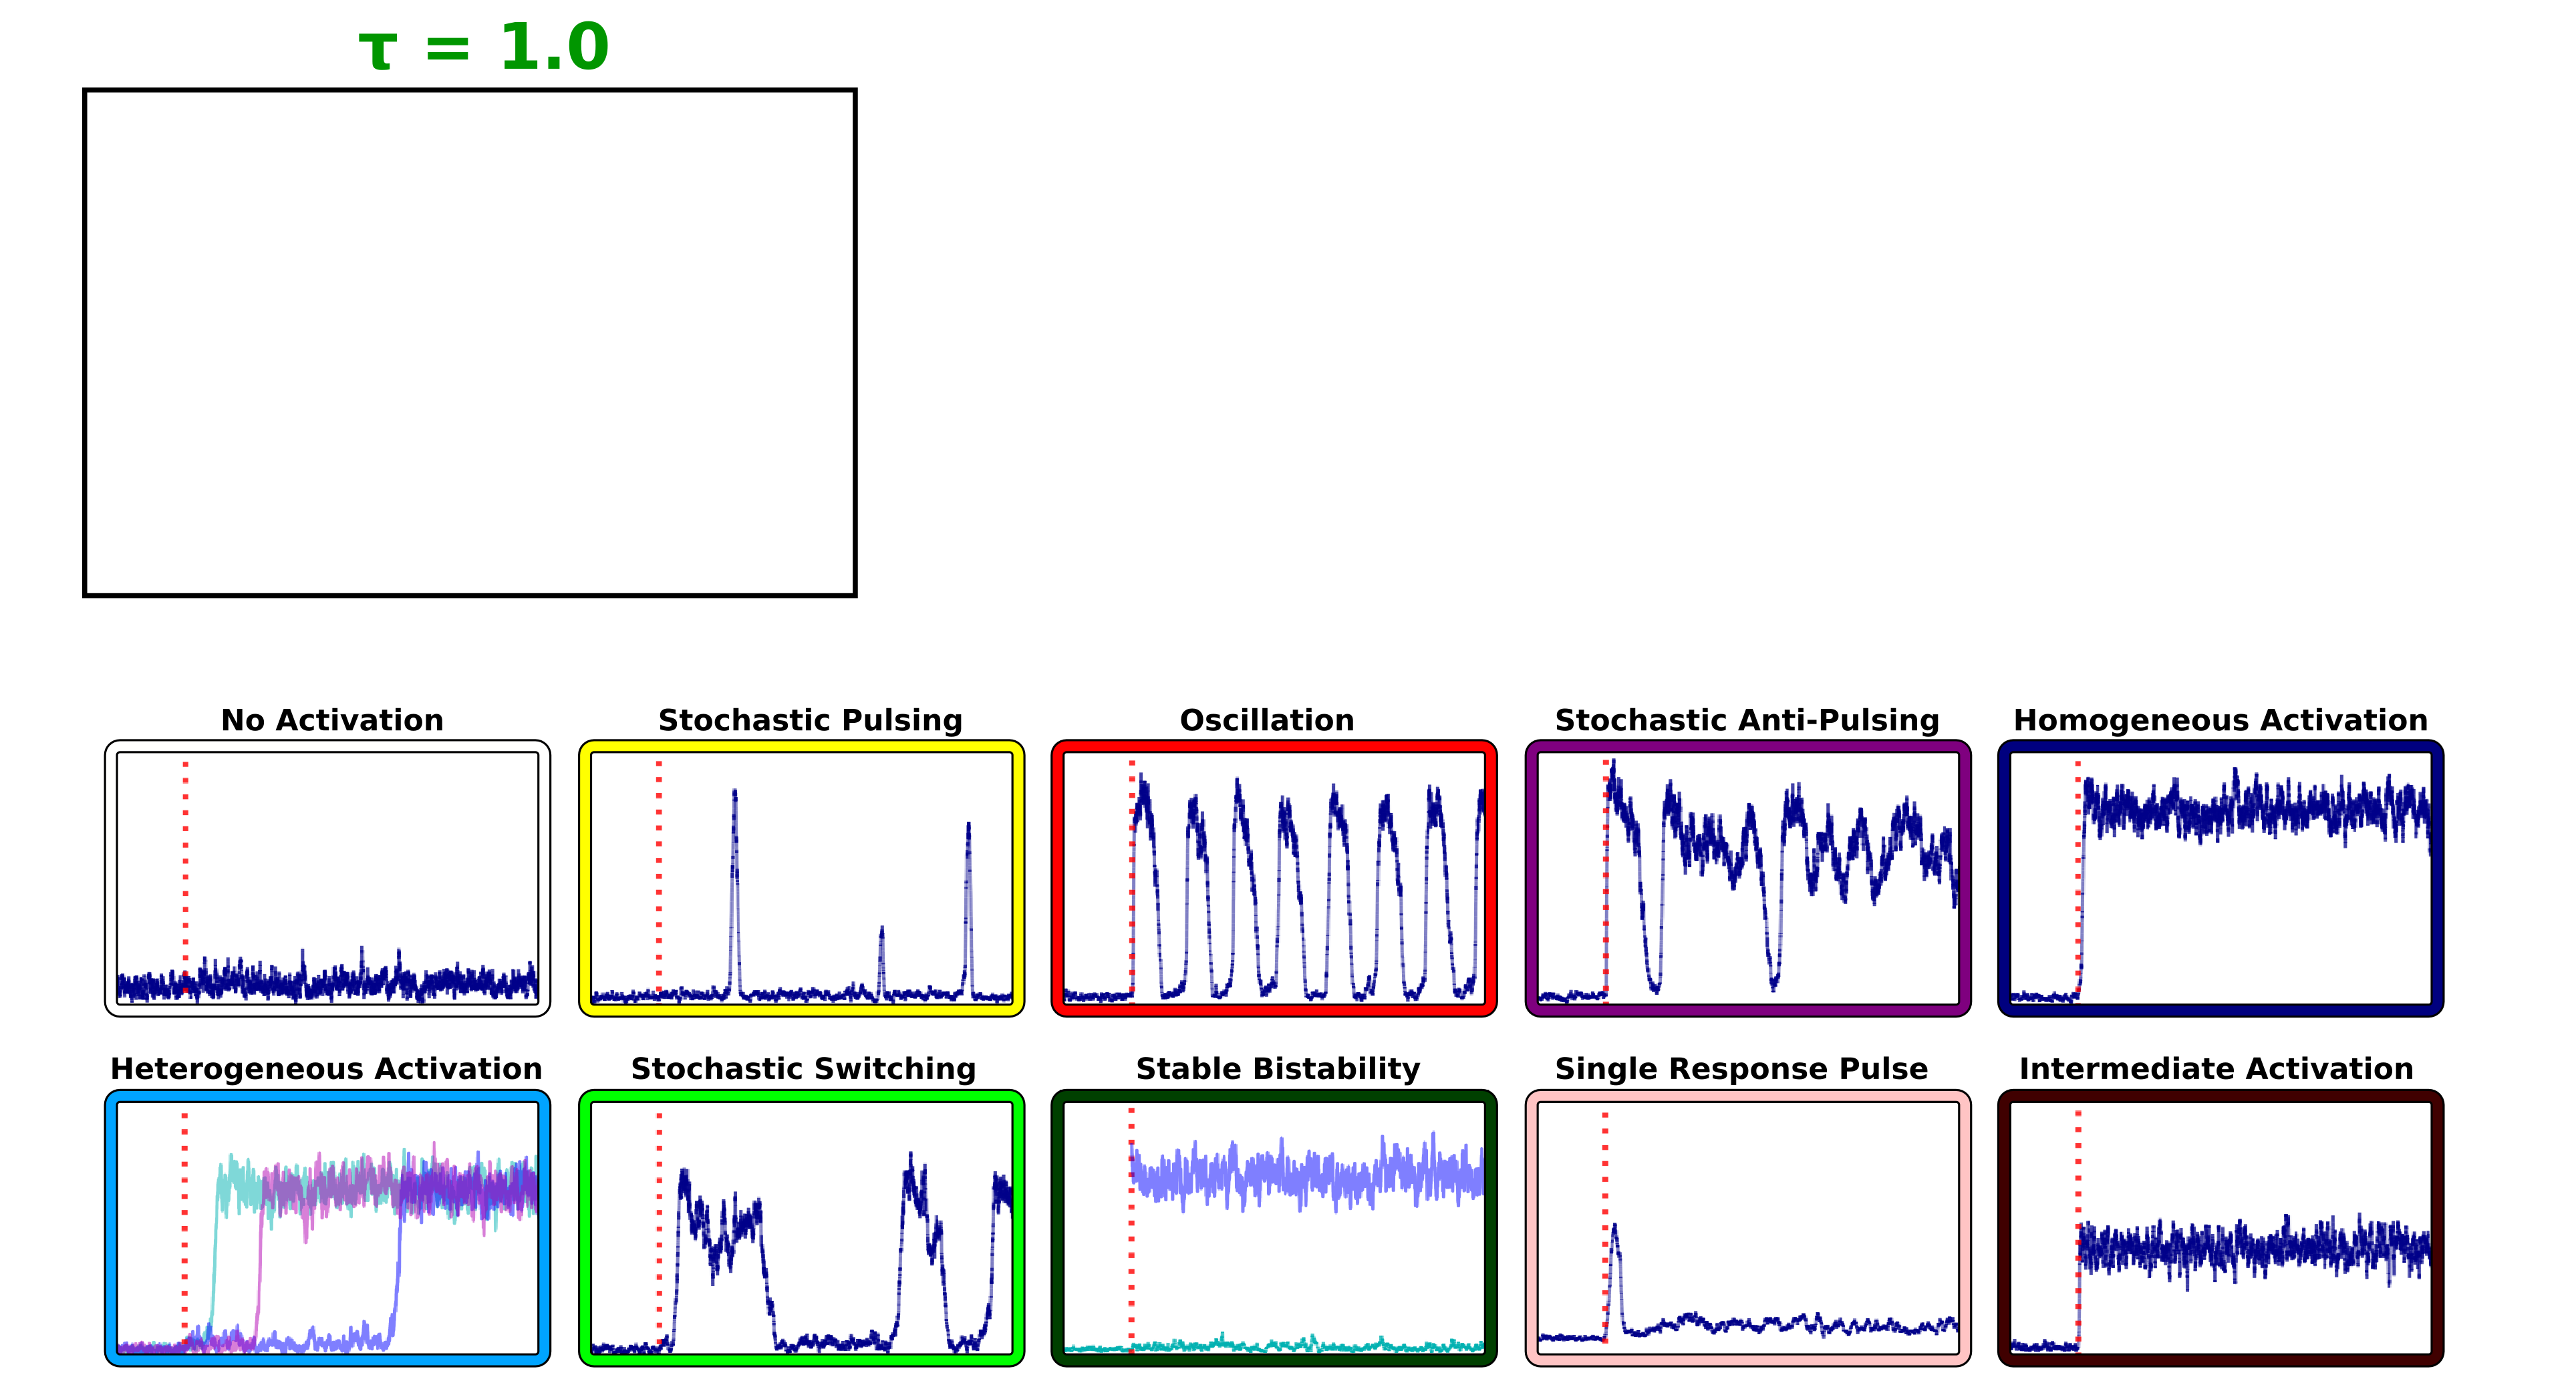 τ = 1.0
No Activation
Stochastic Pulsing
Oscillation
Stochastic Anti-Pulsing
Homogeneous Activation
Heterogeneous Activation
Stochastic Switching
Stable Bistability
Single Response Pulse
Intermediate Activation